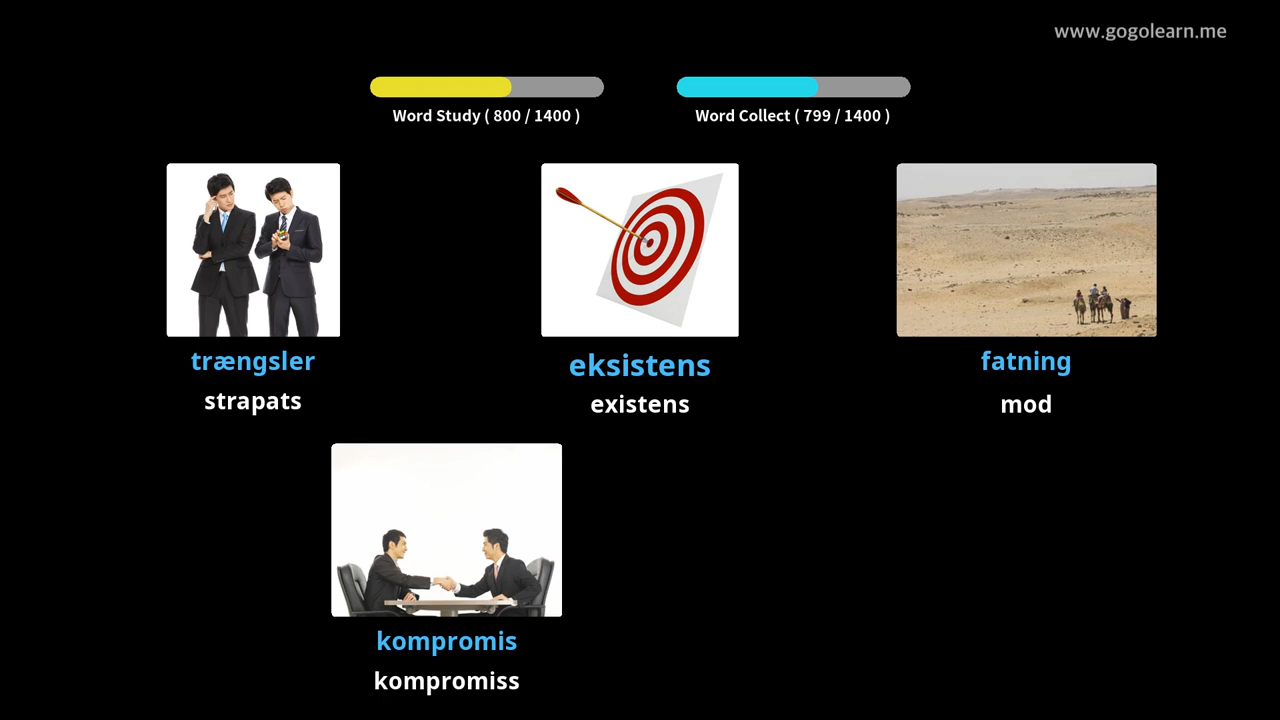 www.gogolearn.me
Word Study ( 800 / 1400 )
Word Collect ( 799 / 1400 )
trængsler
strapats
eksistens
existens
fatning
mod
kompromis
kompromiss